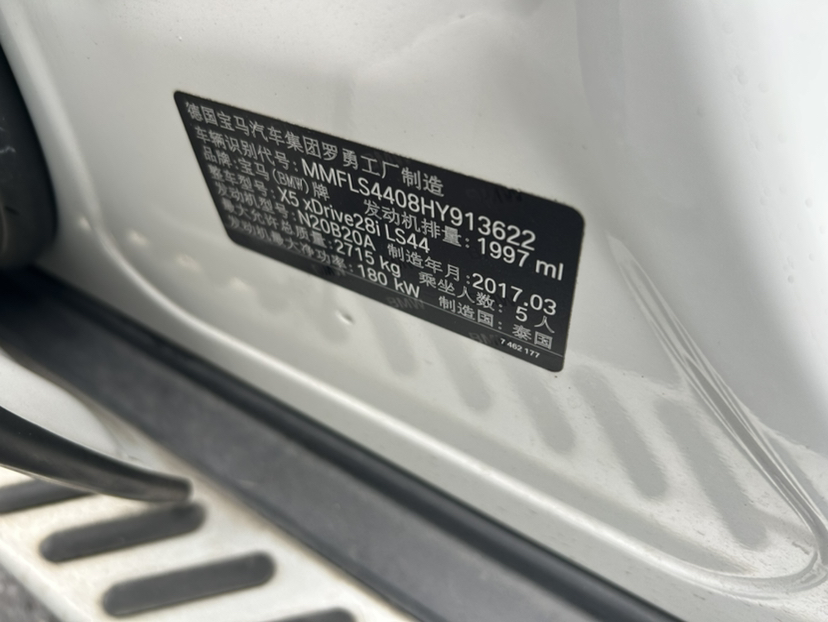 德国宝马汽车集团罗勇工厂制造
车辆识别代号: MMFLS4408HY913622
品牌: 宝马(BMW)牌 发动机排量: 1997 ml
整车型号: X5 xDrive28i LS44
发动机型号: N20B20A 制造年月: 2017.03
最大允许总质量: 2715 kg 乘坐人数: 5 人
发动机最大净功率: 180 kW 制造国: 泰国
7 462 177